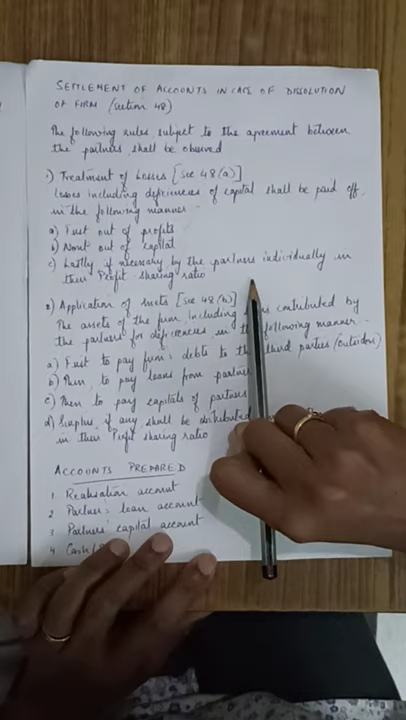 SETTLEMENT OF ACCOUNTS IN CASE OF DISSOLUTION
OF FIRM (Section 48)
The following rules subject to the agreement between
the partners shall be observed
1) Treatment of Losses [Sec 48(a)]
Losses including deficiencies of capital shall be paid off
in the following manner
a) First out of profits
b) Next out of capital
c) Lastly if necessary by the partners individually in
their Profit sharing ratio
2) Application of Assets [Sec 48(b)]
The assets of the firm including contributed by
the partners for deficiencies in the following manner
a) First to pay firm's debts to the third parties (outsiders)
b) Then to pay loans from partner
c) Then to pay capitals of partners
d) Surplus if any shall be distributed
in their Profit sharing ratio
ACCOUNTS PREPARED
1. Realisation account
2 Partner's loan account
3 Partners' capital account
4 Cash/